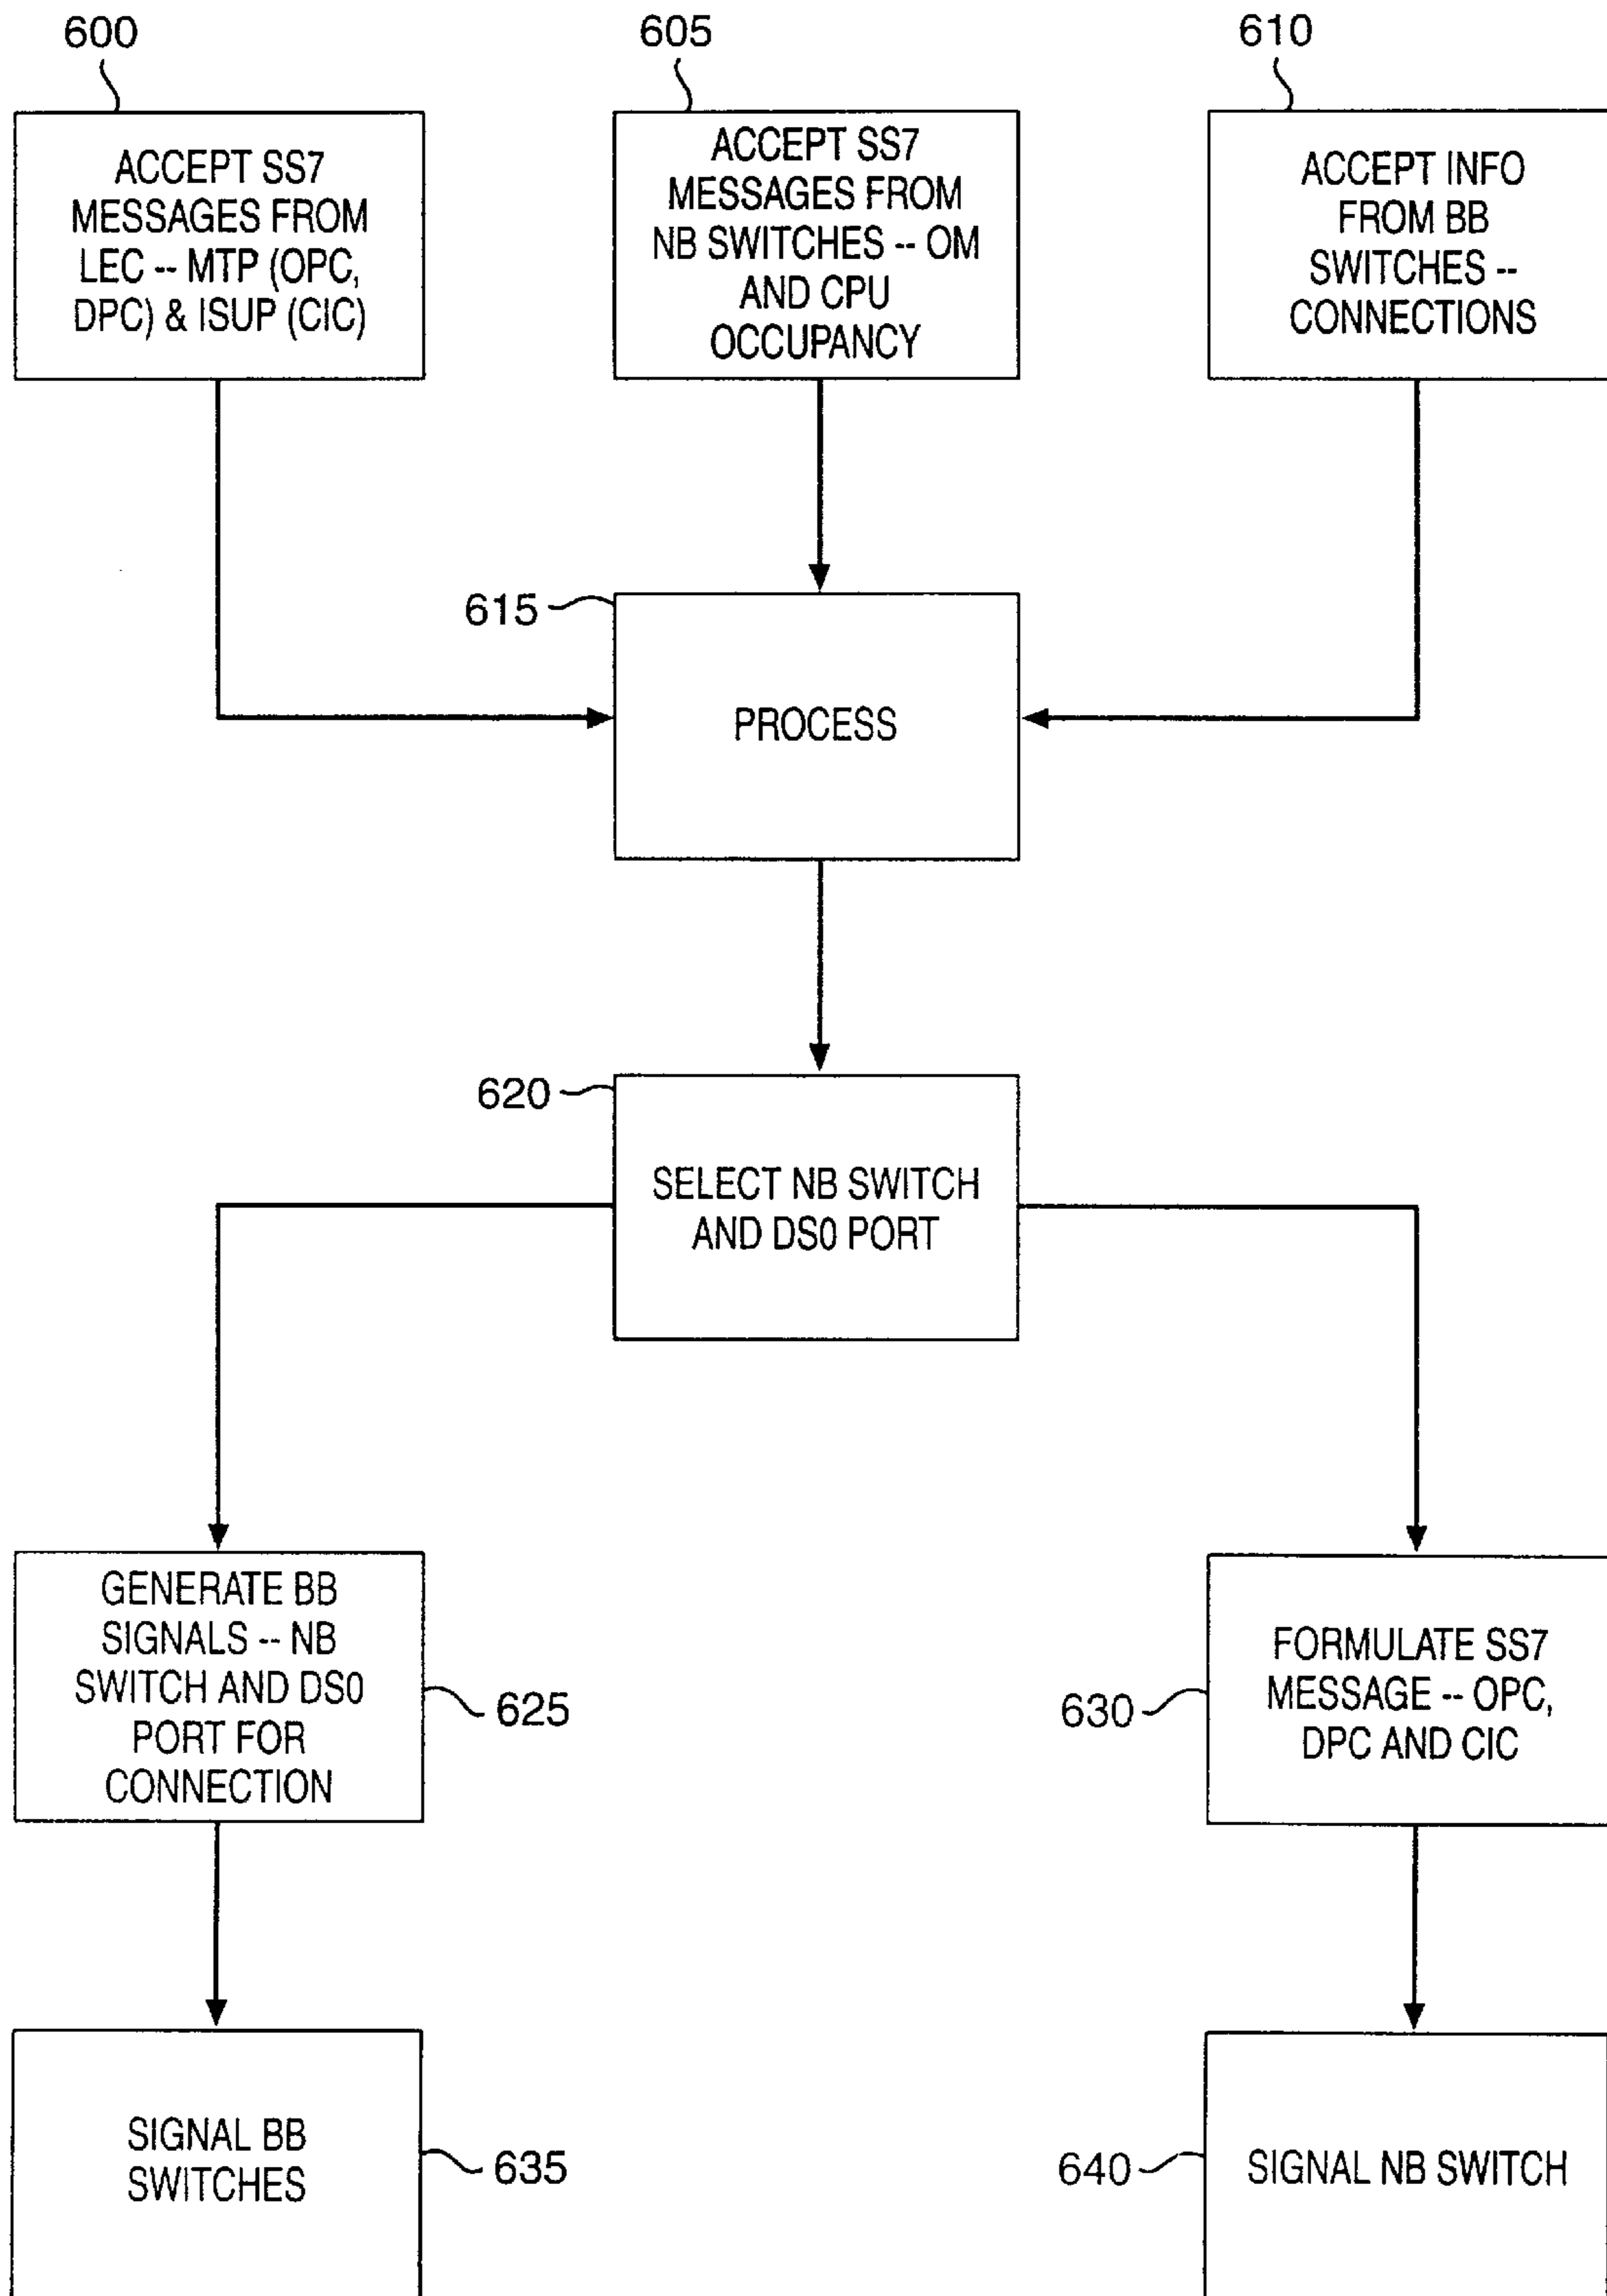 600
605
610
ACCEPT SS7
MESSAGES FROM
LEC -- MTP (OPC,
DPC) & ISUP (CIC)
ACCEPT SS7
MESSAGES FROM
NB SWITCHES -- OM
AND CPU
OCCUPANCY
ACCEPT INFO
FROM BB
SWITCHES --
CONNECTIONS
615
PROCESS
620
SELECT NB SWITCH
AND DS0 PORT
GENERATE BB
SIGNALS -- NB
SWITCH AND DS0
PORT FOR
CONNECTION
625
630
FORMULATE SS7
MESSAGE -- OPC,
DPC AND CIC
SIGNAL BB
SWITCHES
635
640
SIGNAL NB SWITCH